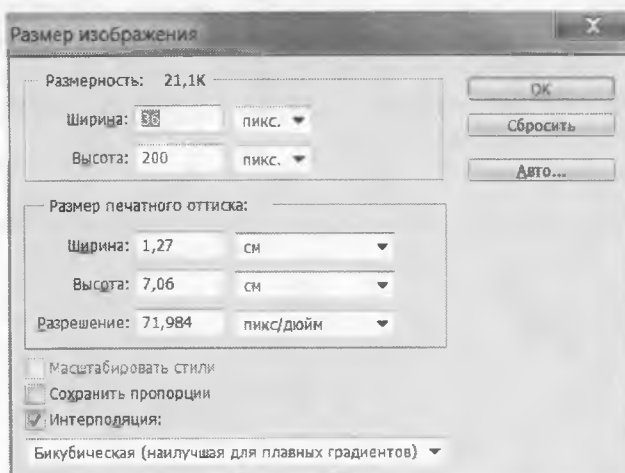 Размер изображения
X
Размерность: 21,1К
Ширина: 36 пикс.
Высота: 200 пикс.
OK
Сбросить
Авто...
Размер печатного оттиска:
Ширина: 1,27 см
Высота: 7,06 см
Разрешение: 71,984 пикс/дюйм
Масштабировать стили
Сохранить пропорции
Интерполяция:
Бикубическая (наилучшая для плавных градиентов)